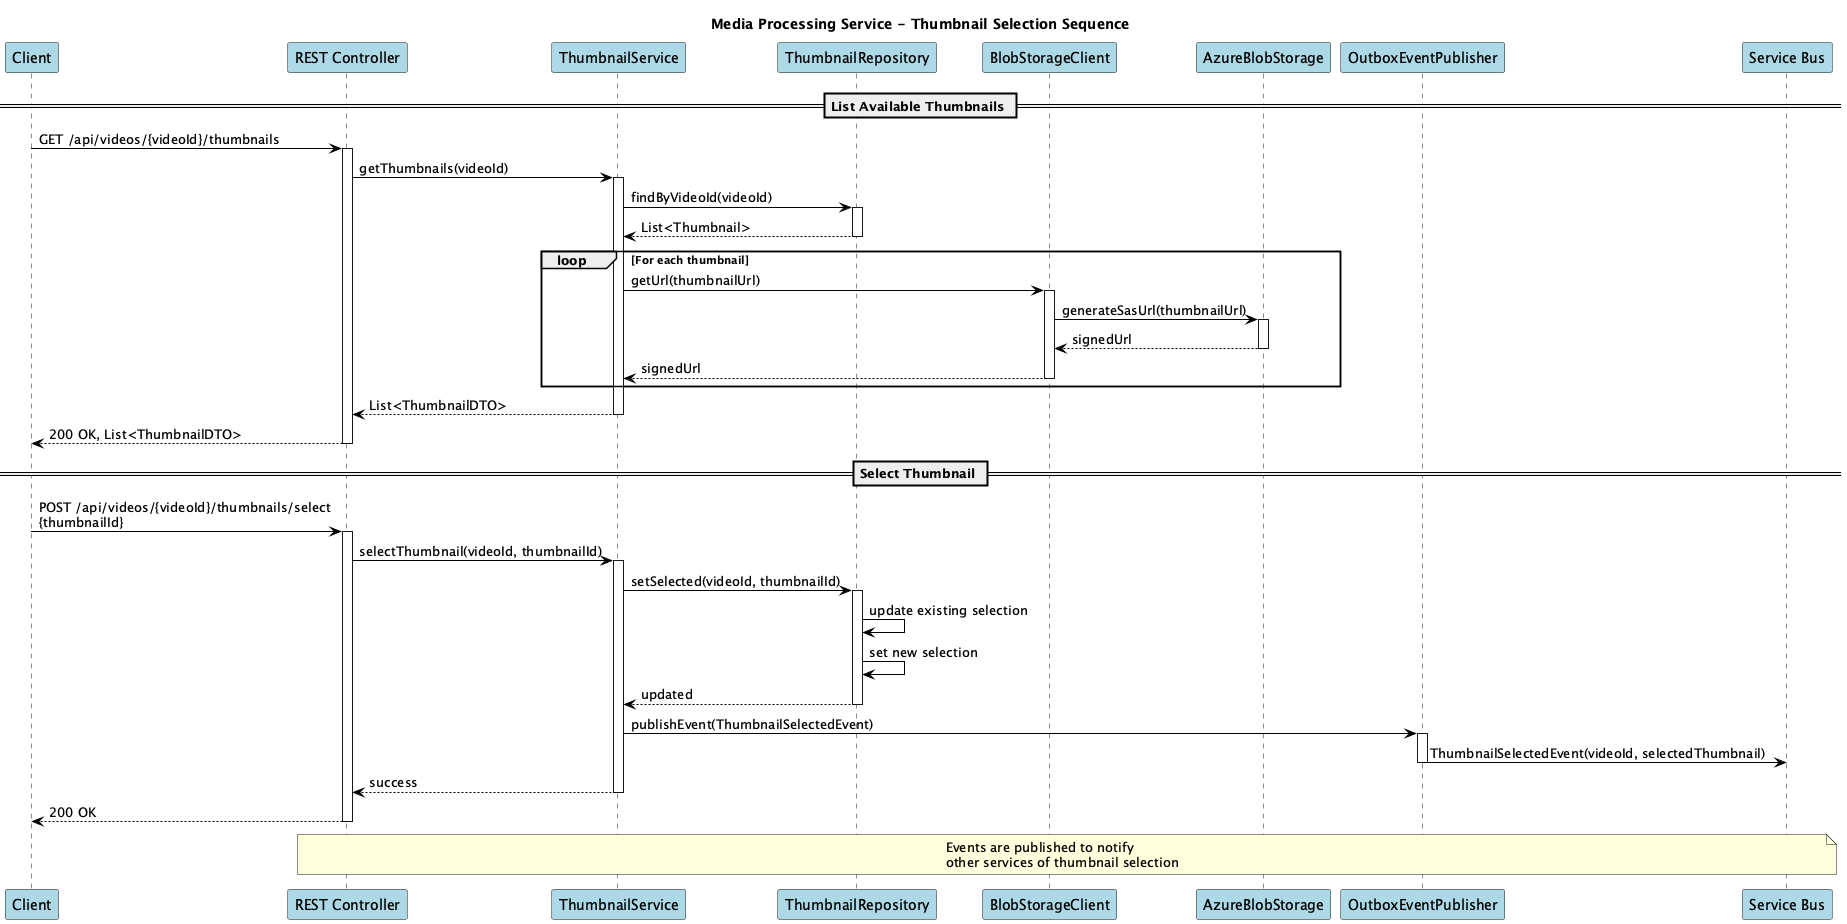 Media Processing Service - Thumbnail Selection Sequence
Client
REST Controller
ThumbnailService
ThumbnailRepository
BlobStorageClient
AzureBlobStorage
OutboxEventPublisher
Service Bus
List Available Thumbnails
GET /api/videos/{videoId}/thumbnails
getThumbnails(videoId)
findByVideoId(videoId)
List<Thumbnail>
loop
[For each thumbnail]
getUrl(thumbnailUrl)
generateSasUrl(thumbnailUrl)
signedUrl
signedUrl
List<ThumbnailDTO>
200 OK, List<ThumbnailDTO>
Select Thumbnail
POST /api/videos/{videoId}/thumbnails/select
{thumbnailId}
selectThumbnail(videoId, thumbnailId)
setSelected(videoId, thumbnailId)
update existing selection
set new selection
updated
publishEvent(ThumbnailSelectedEvent)
ThumbnailSelectedEvent(videoId, selectedThumbnail)
success
200 OK
Events are published to notify
other services of thumbnail selection
Client
REST Controller
ThumbnailService
ThumbnailRepository
BlobStorageClient
AzureBlobStorage
OutboxEventPublisher
Service Bus